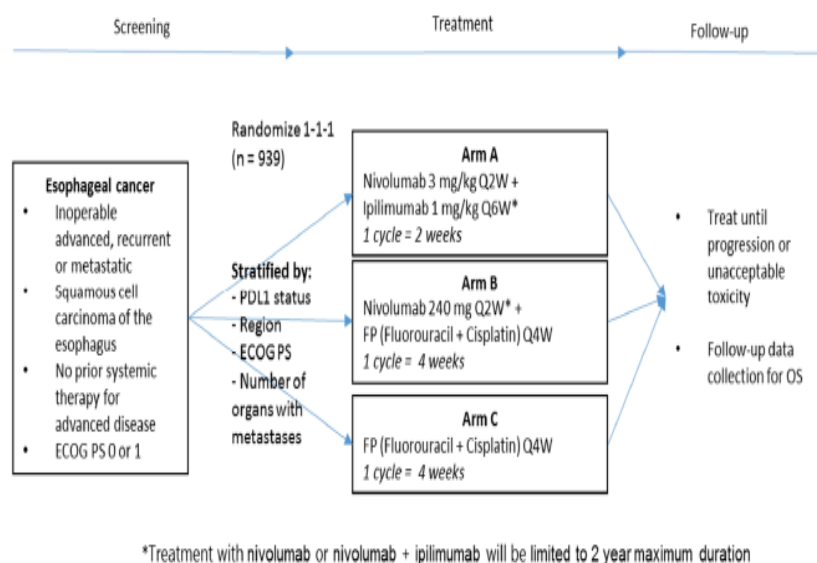 Screening
Treatment
Follow-up
Randomize 1-1-1
(n = 939)
Esophageal cancer
• Inoperable
advanced, recurrent
or metastatic
• Squamous cell
carcinoma of the
esophagus
• No prior systemic
therapy for
advanced disease
• ECOG PS 0 or 1
Stratified by:
- PDL1 status
- Region
- ECOG PS
- Number of
organs with
metastases
Arm A
Nivolumab 3 mg/kg Q2W +
Ipilimumab 1 mg/kg Q6W*
1 cycle = 2 weeks
Arm B
Nivolumab 240 mg Q2W* +
FP (Fluorouracil + Cisplatin) Q4W
1 cycle = 4 weeks
Arm C
FP (Fluorouracil + Cisplatin) Q4W
1 cycle = 4 weeks
• Treat until
progression or
unacceptable
toxicity
• Follow-up data
collection for OS
*Treatment with nivolumab or nivolumab + ipilimumab will be limited to 2 year maximum duration